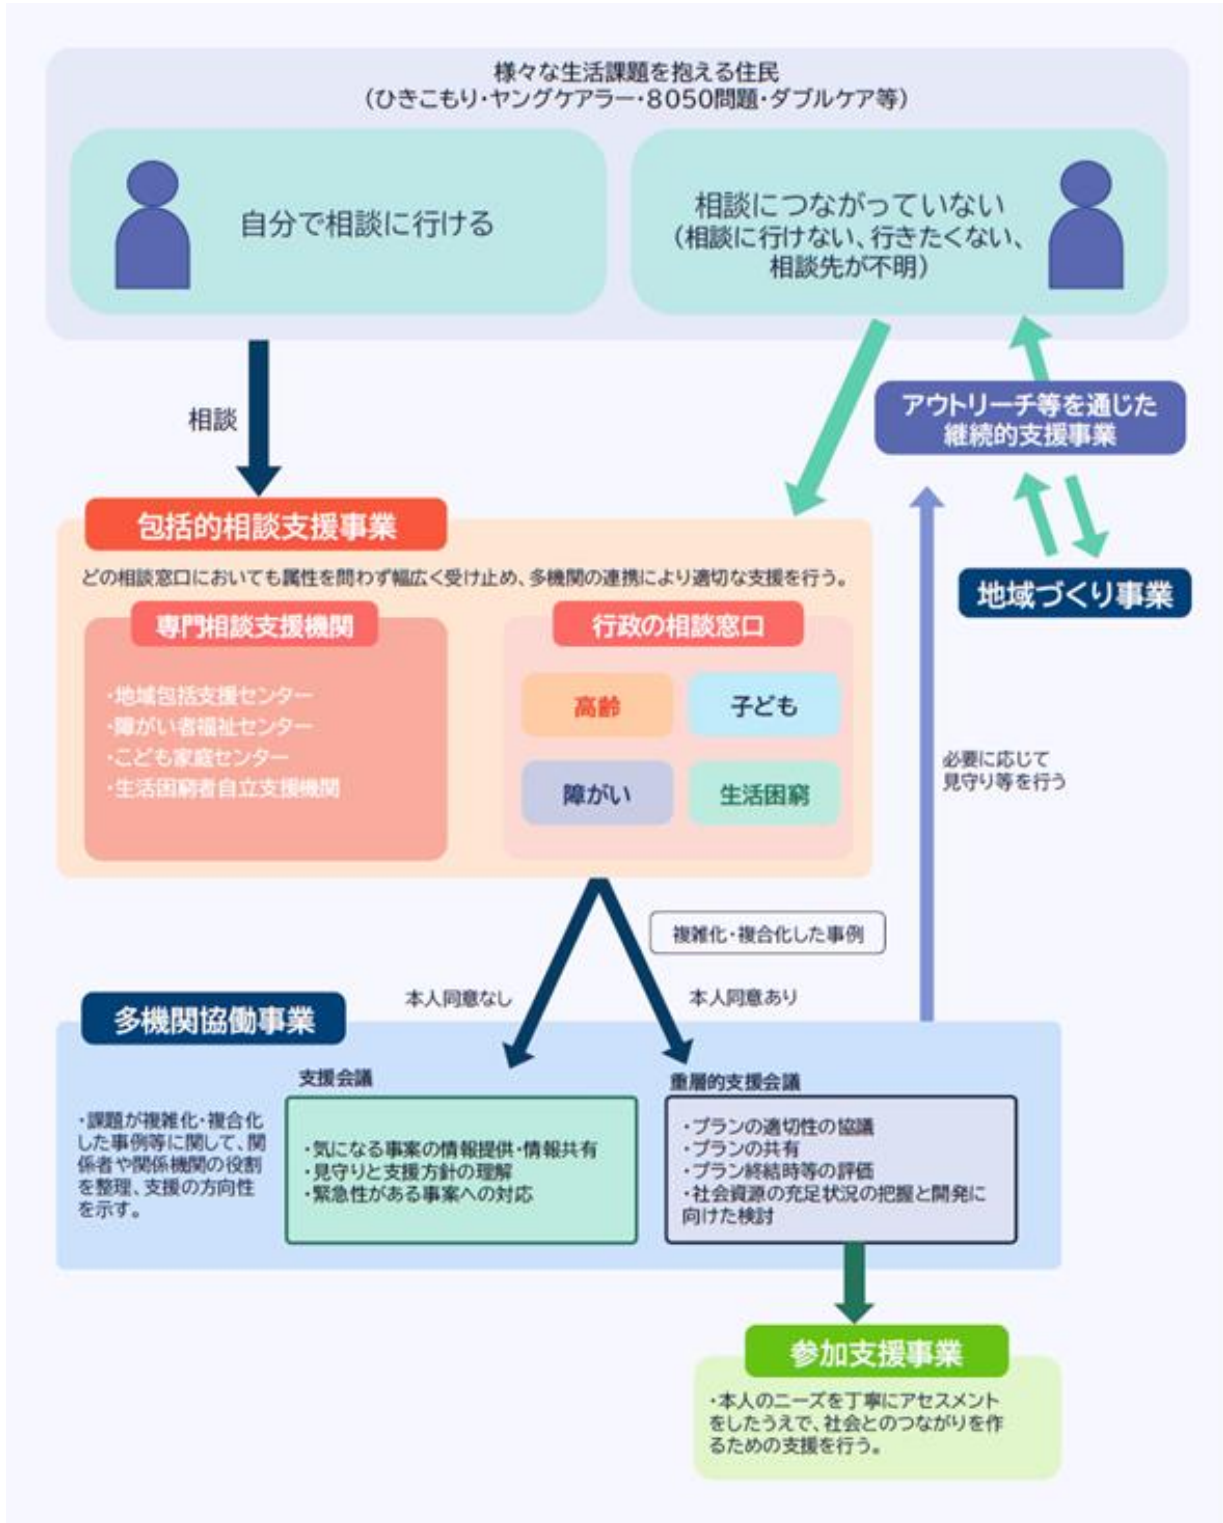 様々な生活課題を抱える住民
（ひきこもり・ヤングケアラー・８０５０問題・ダブルケア等）
自分で相談に行ける
相談につながっていない
（相談に行けない、行きたくない、
相談先が不明）
アウトリーチ等を通じた
継続的支援事業
相談
包括的相談支援事業
どの相談窓口においても属性を問わず幅広く受け止め、多機関の連携により適切な支援を行う。
地域づくり事業
専門相談支援機関
・地域包括支援センター
・障がい者福祉センター
・こども家庭センター
・生活困窮者自立支援機関
行政の相談窓口
高齢
子ども
障がい
生活困窮
必要に応じて
見守り等を行う
複雑化・複合化した事例
本人同意なし
本人同意あり
多機関協働事業
・課題が複雑化・複合化
した事例等に関して、関
係者や関係機関の役割
を整理、支援の方向性
を示す。
支援会議
・気になる事案の情報提供・情報共有
・見守りと支援方針の理解
・緊急性がある事案への対応
重層的支援会議
・プランの適切性の協議
・プランの共有
・プラン終結時等の評価
・社会資源の充足状況の把握と開発に
向けた検討
参加支援事業
・本人のニーズを丁寧にアセスメント
をしたうえで、社会とのつながりを作
るための支援を行う。